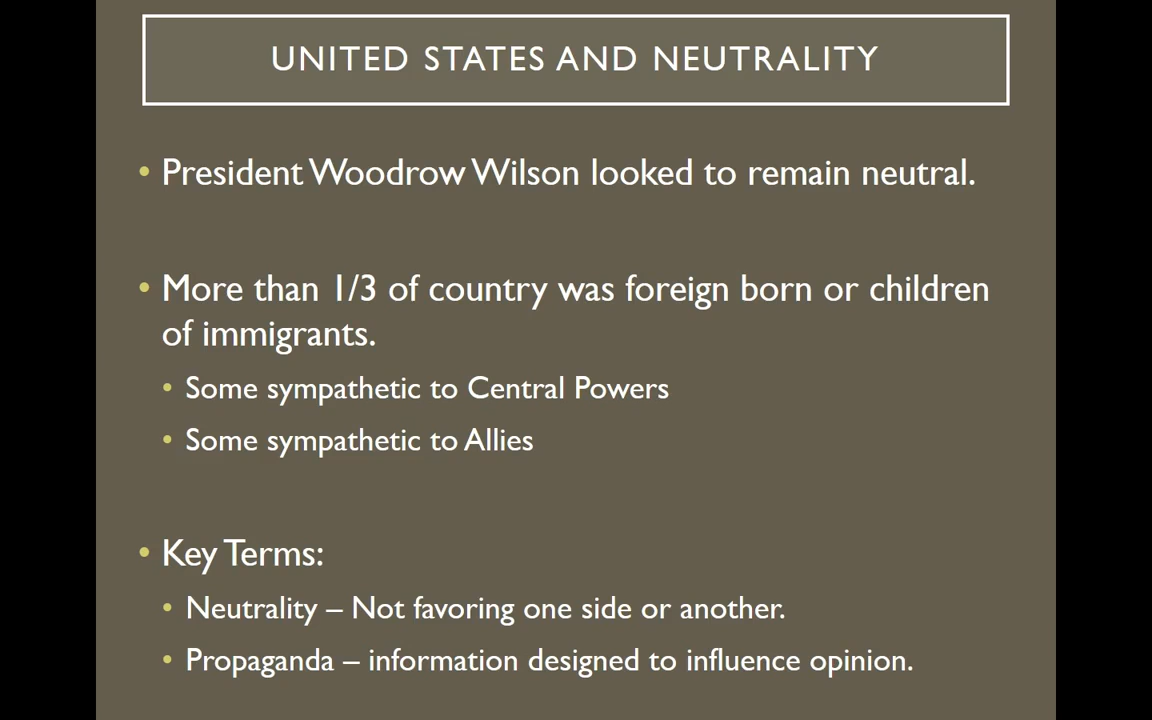 UNITED STATES AND NEUTRALITY
• President Woodrow Wilson looked to remain neutral.
• More than 1/3 of country was foreign born or children
of immigrants.
• Some sympathetic to Central Powers
• Some sympathetic to Allies
• Key Terms:
• Neutrality – Not favoring one side or another.
• Propaganda – information designed to influence opinion.